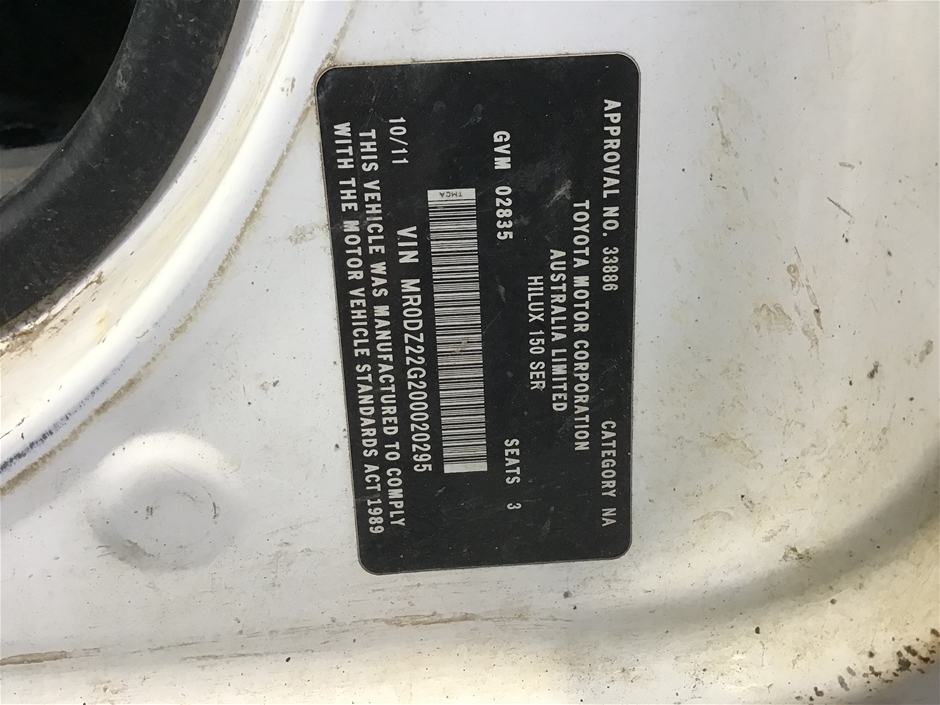 APPROVAL NO. 33886 CATEGORY NA
TOYOTA MOTOR CORPORATION
AUSTRALIA LIMITED
HILUX 150 SER
GVM 02835 SEATS 3
TMCA
VIN MR0DZ22G200020295
10/11
THIS VEHICLE WAS MANUFACTURED TO COMPLY
WITH THE MOTOR VEHICLE STANDARDS ACT 1989